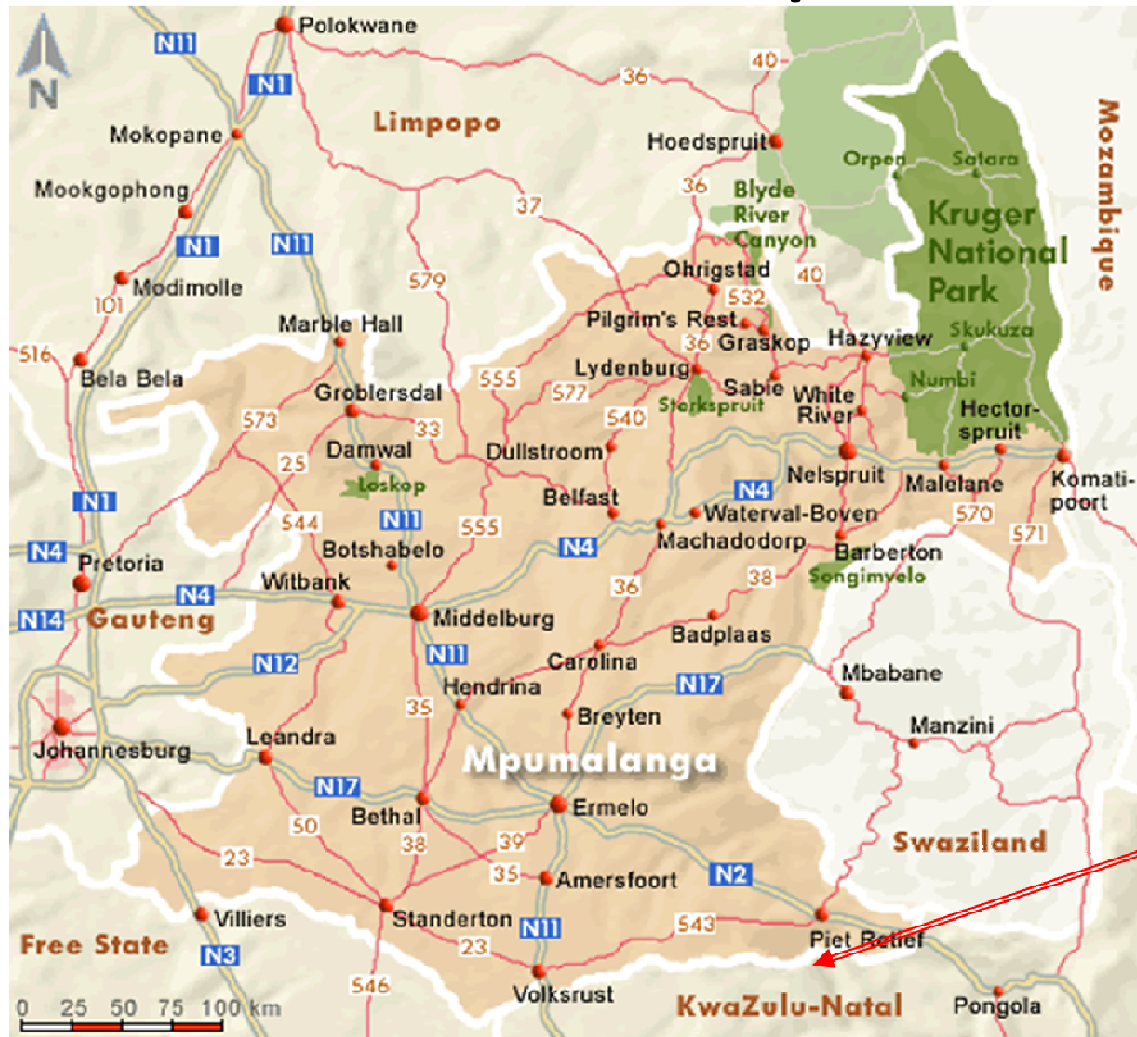 Polokwane
N11
40
36
N1
N
Limpopo
Mokopane
Hoedspruit
Mozambique
Orpen
Satara
Mookgophong
36
Blyde
River
Canyon
37
Kruger
National
Park
N1
N11
Ohrigstad
40
579
Modimolle
101
532
Marble Hall
Pilgrim's Rest
Skukuza
36
Graskop
Hazyview
516
Lydenburg
Bela Bela
555
577
Sabie
White
River
Numbi
Groblersdal
Sterkspruit
Hector-
spruit
573
33
540
Damwal
Dullstroom
25
Nelspruit
Malelane
Komati-
poort
Loskop
N4
N1
Belfast
544
N11
555
Waterval-Boven
570
571
Machadodorp
N4
Botshabelo
N4
Barberton
Pretoria
Songimvelo
Witbank
36
38
N4
N14
Gauteng
Middelburg
Badplaas
N11
Carolina
N12
Mbabane
Hendrina
N17
35
Breyten
Manzini
Leandra
Johannesburg
Mpumalanga
N17
Bethal
Ermelo
50
39
38
Swaziland
23
35
Amersfoort
N2
Villiers
Standerton
N11
543
Free State
23
Piet Retief
N3
546
Volksrust
KwaZulu-Natal
Pongola
0 25 50 75 100 km